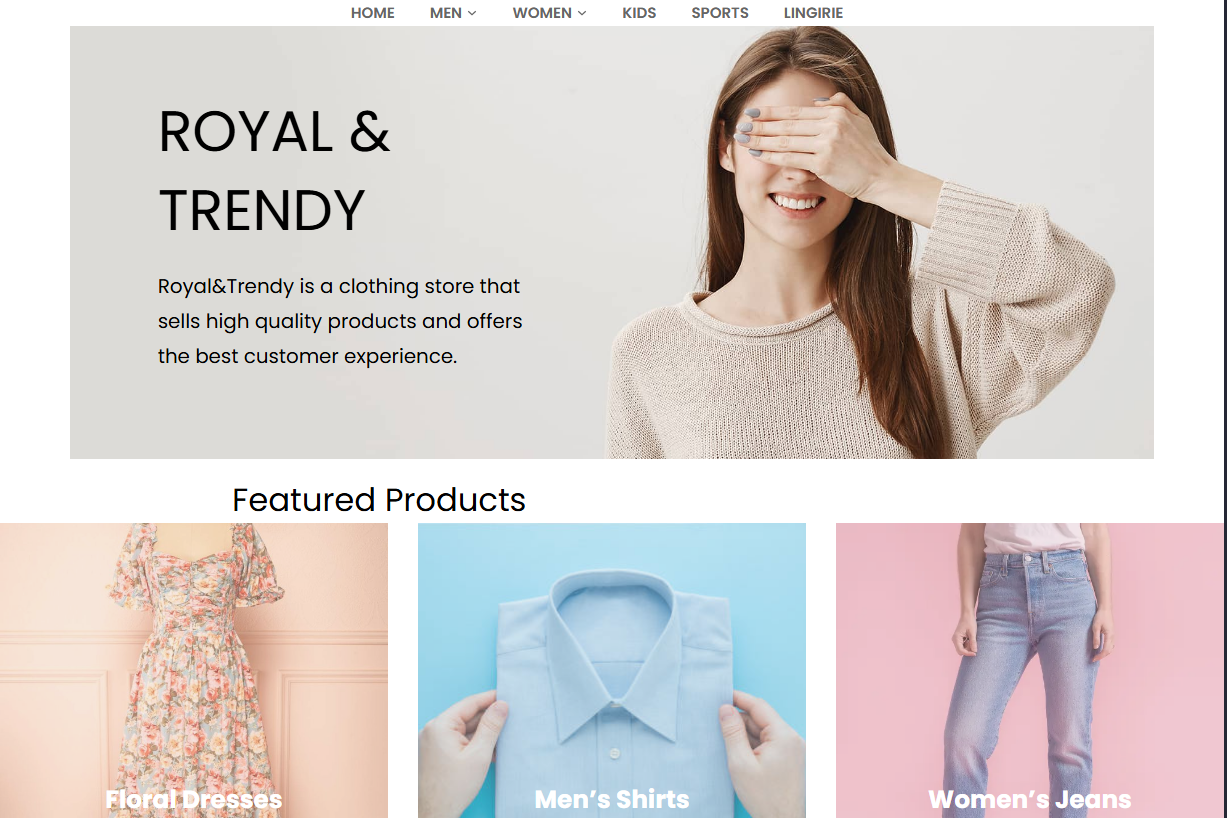 HOME MEN WOMEN KIDS SPORTS LINGIRIE
ROYAL &
TRENDY
Royal&Trendy is a clothing store that
sells high quality products and offers
the best customer experience.
Featured Products
Floral Dresses
Men’s Shirts
Women’s Jeans